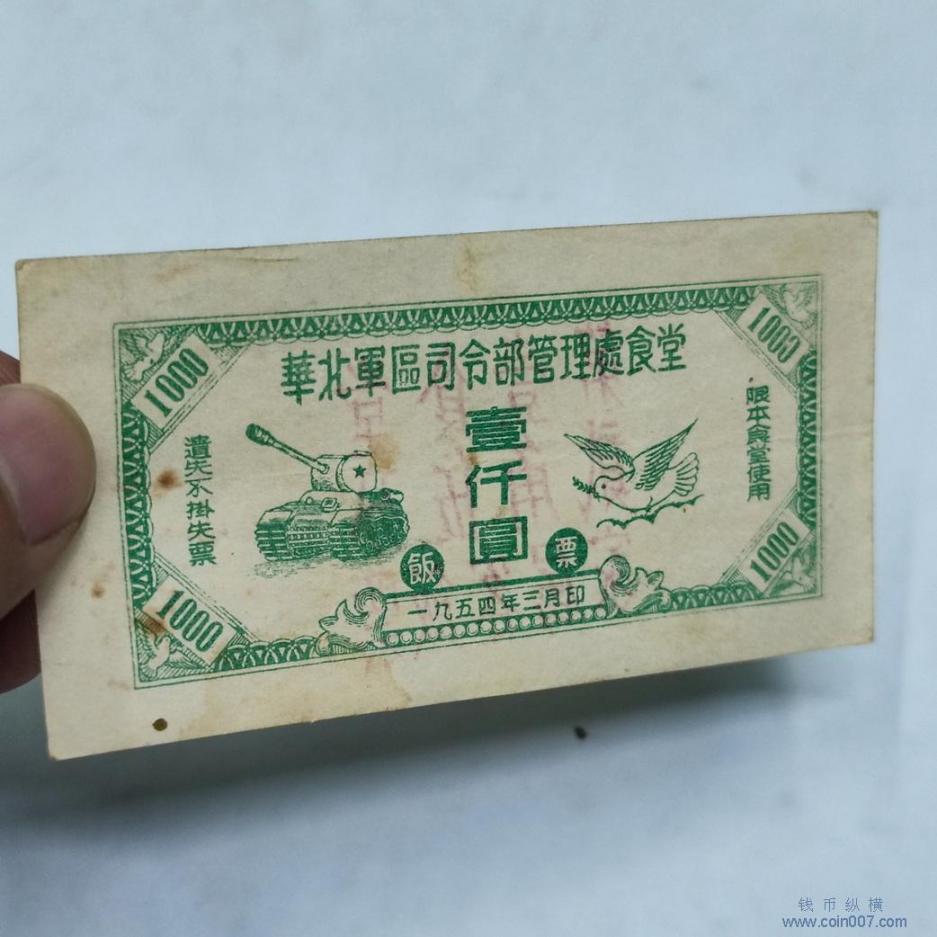 華北軍區司令部管理處食堂
1000
1000
遺失不掛失票
壹仟圓
限本食堂使用
飯票
1000
1000
一九五四年三月印
钱币纵横
www.coin007.com